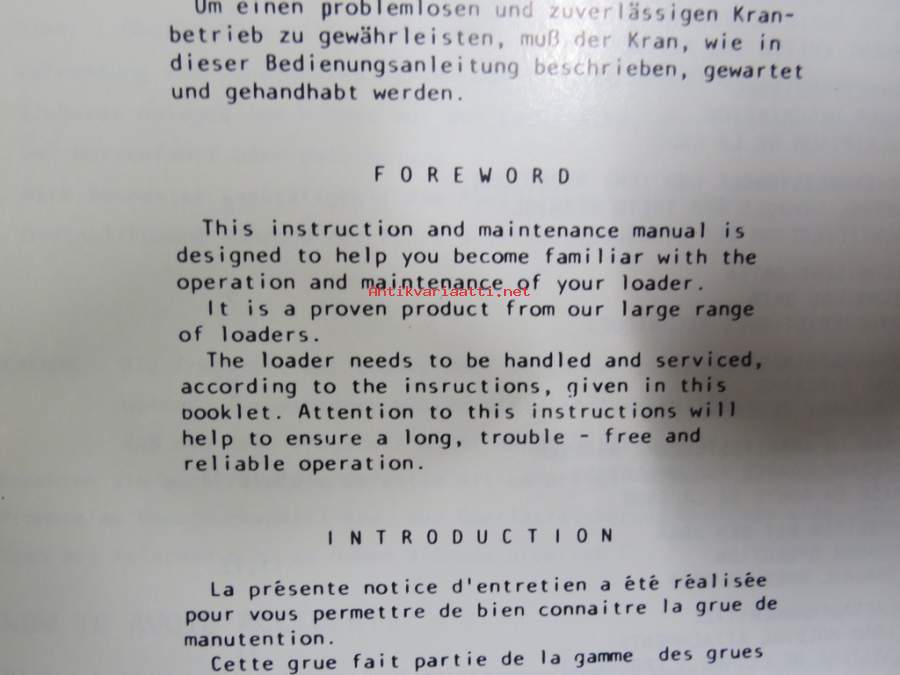 Um einen problemlosen und zuverlässigen Kran-
betrieb zu gewährleisten, muß der Kran, wie in
dieser Bedienungsanleitung beschrieben, gewartet
und gehandhabt werden.
F O R E W O R D
This instruction and maintenance manual is
designed to help you become familiar with the
operation and maintenance of your loader.
Antikvariaatti.net
It is a proven product from our large range
of loaders.
The loader needs to be handled and serviced,
according to the insructions, given in this
booklet. Attention to this instructions will
help to ensure a long, trouble - free and
reliable operation.
I N T R O D U C T I O N
La présente notice d'entretien a été réalisée
pour vous permettre de bien connaitre la grue de
manutention.
Cette grue fait partie de la gamme des grues